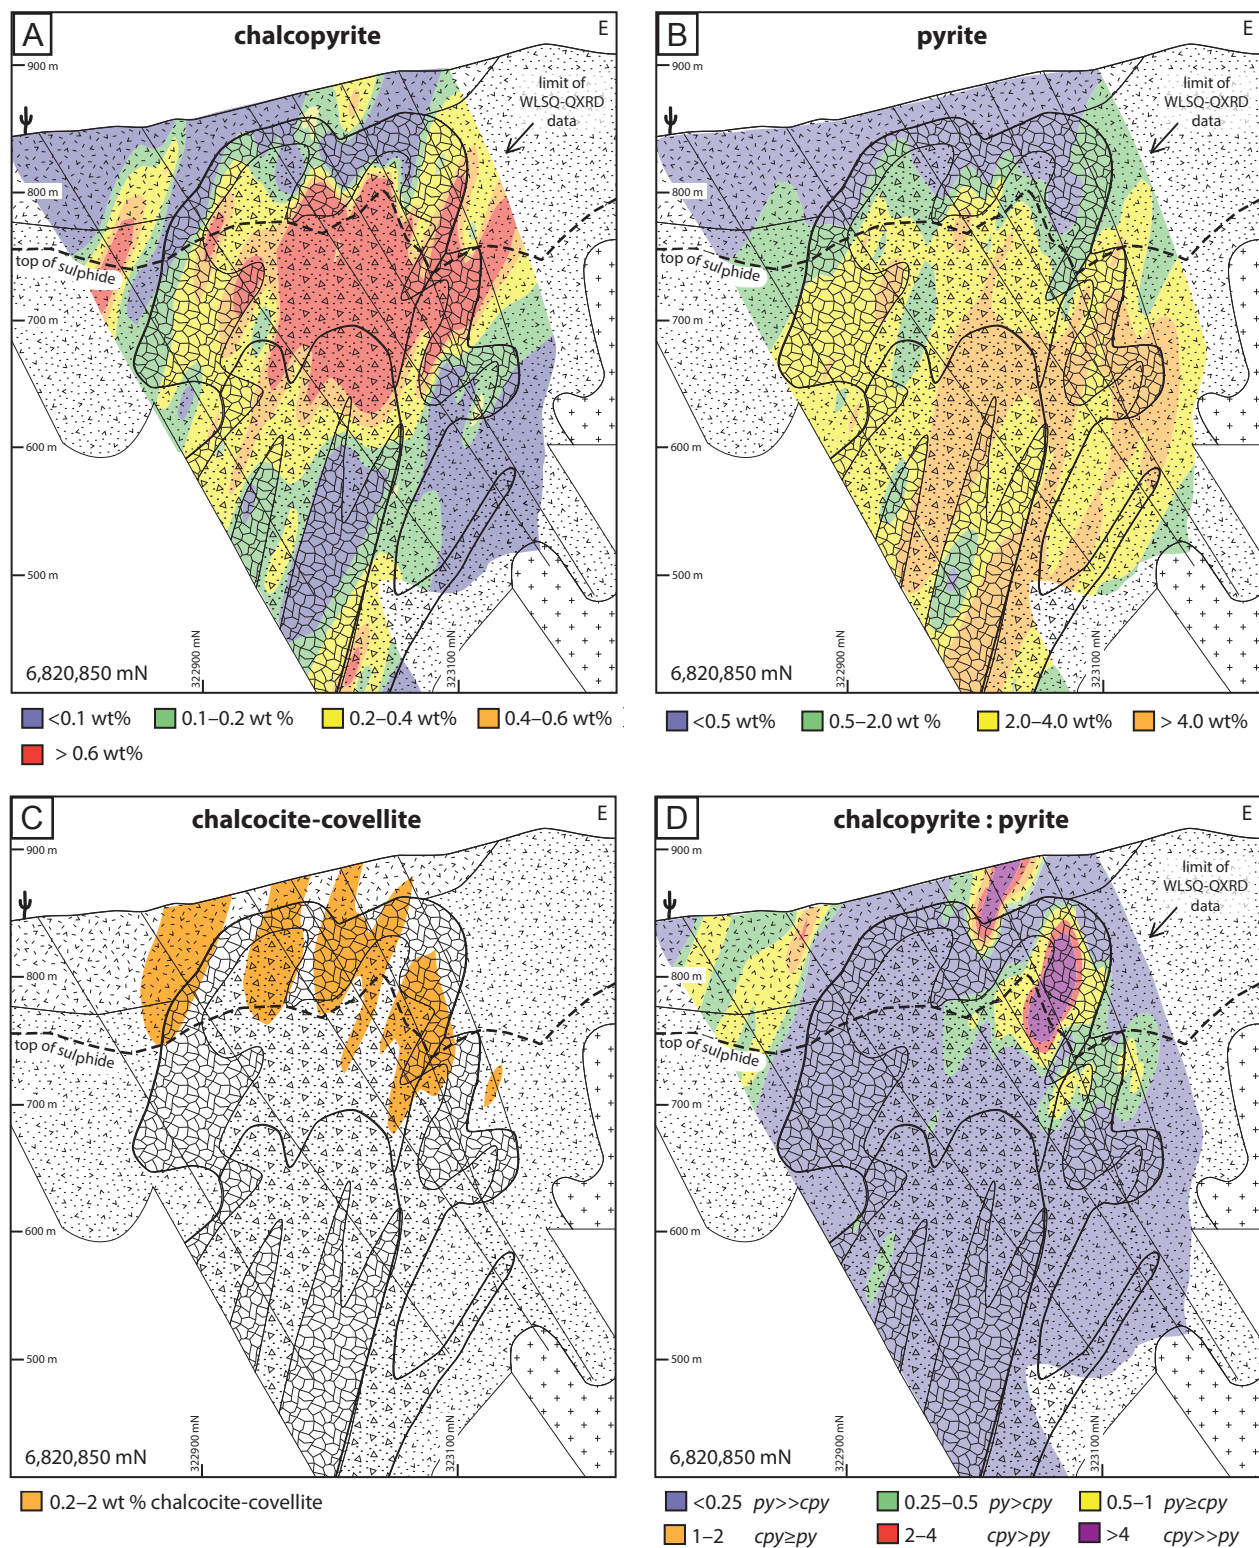 A
chalcopyrite
E
900 m
limit of
WLSQ-QXRD
data
ψ
800 m
top of sulphide
700 m
600 m
500 m
322900 mN
323100 mN
6,820,850 mN
<0.1 wt%
0.1–0.2 wt %
0.2–0.4 wt%
0.4–0.6 wt%
> 0.6 wt%
B
pyrite
E
900 m
limit of
WLSQ-QXRD
data
ψ
800 m
top of sulphide
700 m
600 m
500 m
322900 mN
323100 mN
6,820,850 mN
<0.5 wt%
0.5–2.0 wt %
2.0–4.0 wt%
> 4.0 wt%
C
chalcocite-covellite
E
900 m
ψ
800 m
top of sulphide
700 m
600 m
500 m
322900 mN
323100 mN
6,820,850 mN
0.2–2 wt % chalcocite-covellite
D
chalcopyrite : pyrite
E
900 m
limit of
WLSQ-QXRD
data
ψ
800 m
top of sulphide
700 m
600 m
500 m
322900 mN
323100 mN
6,820,850 mN
<0.25 py>>cpy
0.25–0.5 py>cpy
0.5–1 py≥cpy
1–2 cpy≥py
2–4 cpy>py
>4 cpy>>py